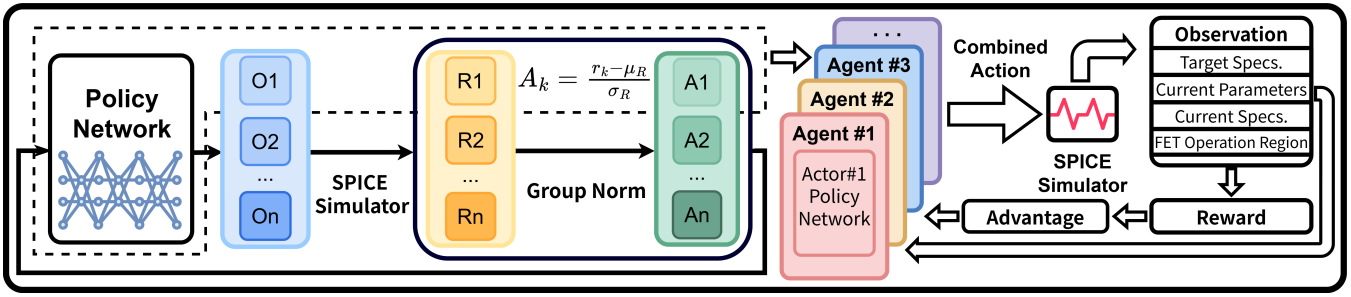 Policy
Network
O1
O2
...
On
SPICE
Simulator
R1
R2
...
Rn
A_k = \frac{r_k - μ_R}{σ_R}
Group Norm
A1
A2
...
An
...
Agent #3
Agent #2
Agent #1
Actor#1
Policy
Network
Combined
Action
SPICE
Simulator
Observation
Target Specs.
Current Parameters
Current Specs.
FET Operation Region
Reward
Advantage